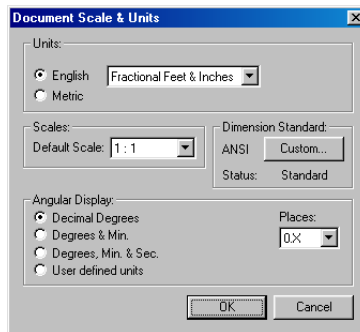 Document Scale & Units
Units:
English Fractional Feet & Inches
Metric
Scales:
Default Scale: 1 : 1
Dimension Standard:
ANSI Custom...
Status: Standard
Angular Display:
Decimal Degrees
Degrees & Min.
Degrees, Min. & Sec.
User defined units
Places:
0.X
OK Cancel